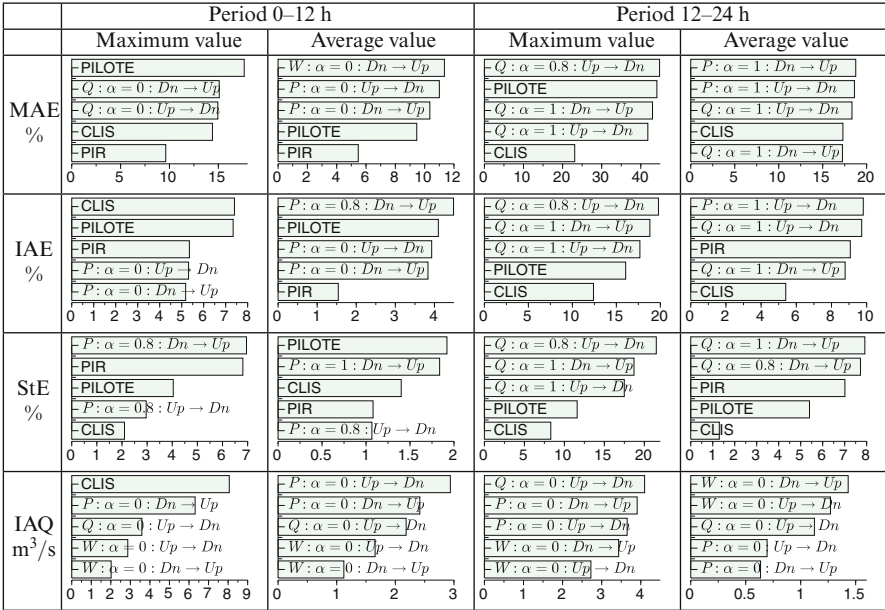 Period 0–12 h Period 12–24 h
Maximum value Average value Maximum value Average value
MAE
%
PILOTE
Q : α = 0 : Dn → Up
Q : α = 0 : Up → Dn
CLIS
PIR
0 5 10 15
W : α = 0 : Dn → Up
P : α = 0 : Dn → Up
P : α = 0 : Dn → Up
PILOTE
PIR
0 2 4 6 8 10 12
Q : α = 0.8 : Up → Dn
PILOTE
Q : α = 1 : Dn → Up
Q : α = 1 : Up → Dn
CLIS
0 10 20 30 40
P : α = 1 : Dn → Up
P : α = 1 : Dn → Up
Q : α = 1 : Up → Dn
CLIS
Q : α = 1 : Dn → Up
0 5 10 15 20
IAE
%
CLIS
PILOTE
PIR
P : α = 0 : Up → Dn
P : α = 0 : Dn → Up
0 1 2 3 4 5 6 7 8
P : α = 0.8 : Dn → Up
PILOTE
P : α = 0 : Up → Dn
P : α = 0 : Dn → Up
PIR
0 1 2 3 4
Q : α = 0.8 : Up → Dn
Q : α = 1 : Dn → Up
Q : α = 1 : Up → Dn
PILOTE
CLIS
0 5 10 15 20
P : α = 1 : Dn → Up
Q : α = 1 : Up → Dn
PIR
Q : α = 1 : Dn → Up
CLIS
0 2 4 6 8 10
StE
%
P : α = 0.8 : Dn → Up
PIR
PILOTE
P : α = 0.8 : Up → Dn
CLIS
0 1 2 3 4 5 6 7
PILOTE
P : α = 1 : Dn → Up
CLIS
PIR
P : α = 0.8 : Up → Dn
0 0.5 1 1.5 2
Q : α = 0.8 : Up → Dn
Q : α = 1 : Dn → Up
Q : α = 1 : Up → Dn
PILOTE
CLIS
0 5 10 15 20
Q : α = 1 : Up → Dn
Q : α = 0.8 : Dn → Up
PIR
PILOTE
CLIS
0 1 2 3 4 5 6 7 8
IAQ
m³/s
CLIS
P : α = 0 : Dn → Up
Q : α = 0 : Up → Dn
W : α = 0 : Up → Dn
W : α = 0 : Dn → Up
0 1 2 3 4 5 6 7 8 9
P : α = 0 : Up → Dn
P : α = 0 : Dn → Up
Q : α = 0 : Up → Dn
W : α = 0 : Up → Dn
W : α = 0 : Dn → Up
0 1 2 3
Q : α = 0 : Up → Dn
P : α = 0 : Dn → Up
P : α = 0 : Up → Dn
W : α = 0 : Dn → Up
W : α = 0 : Up → Dn
0 1 2 3 4
W : α = 0 : Dn → Up
W : α = 0 : Up → Dn
Q : α = 0 : Up → Dn
P : α = 0 : Up → Dn
P : α = 0 : Dn → Up
0 0.5 1 1.5